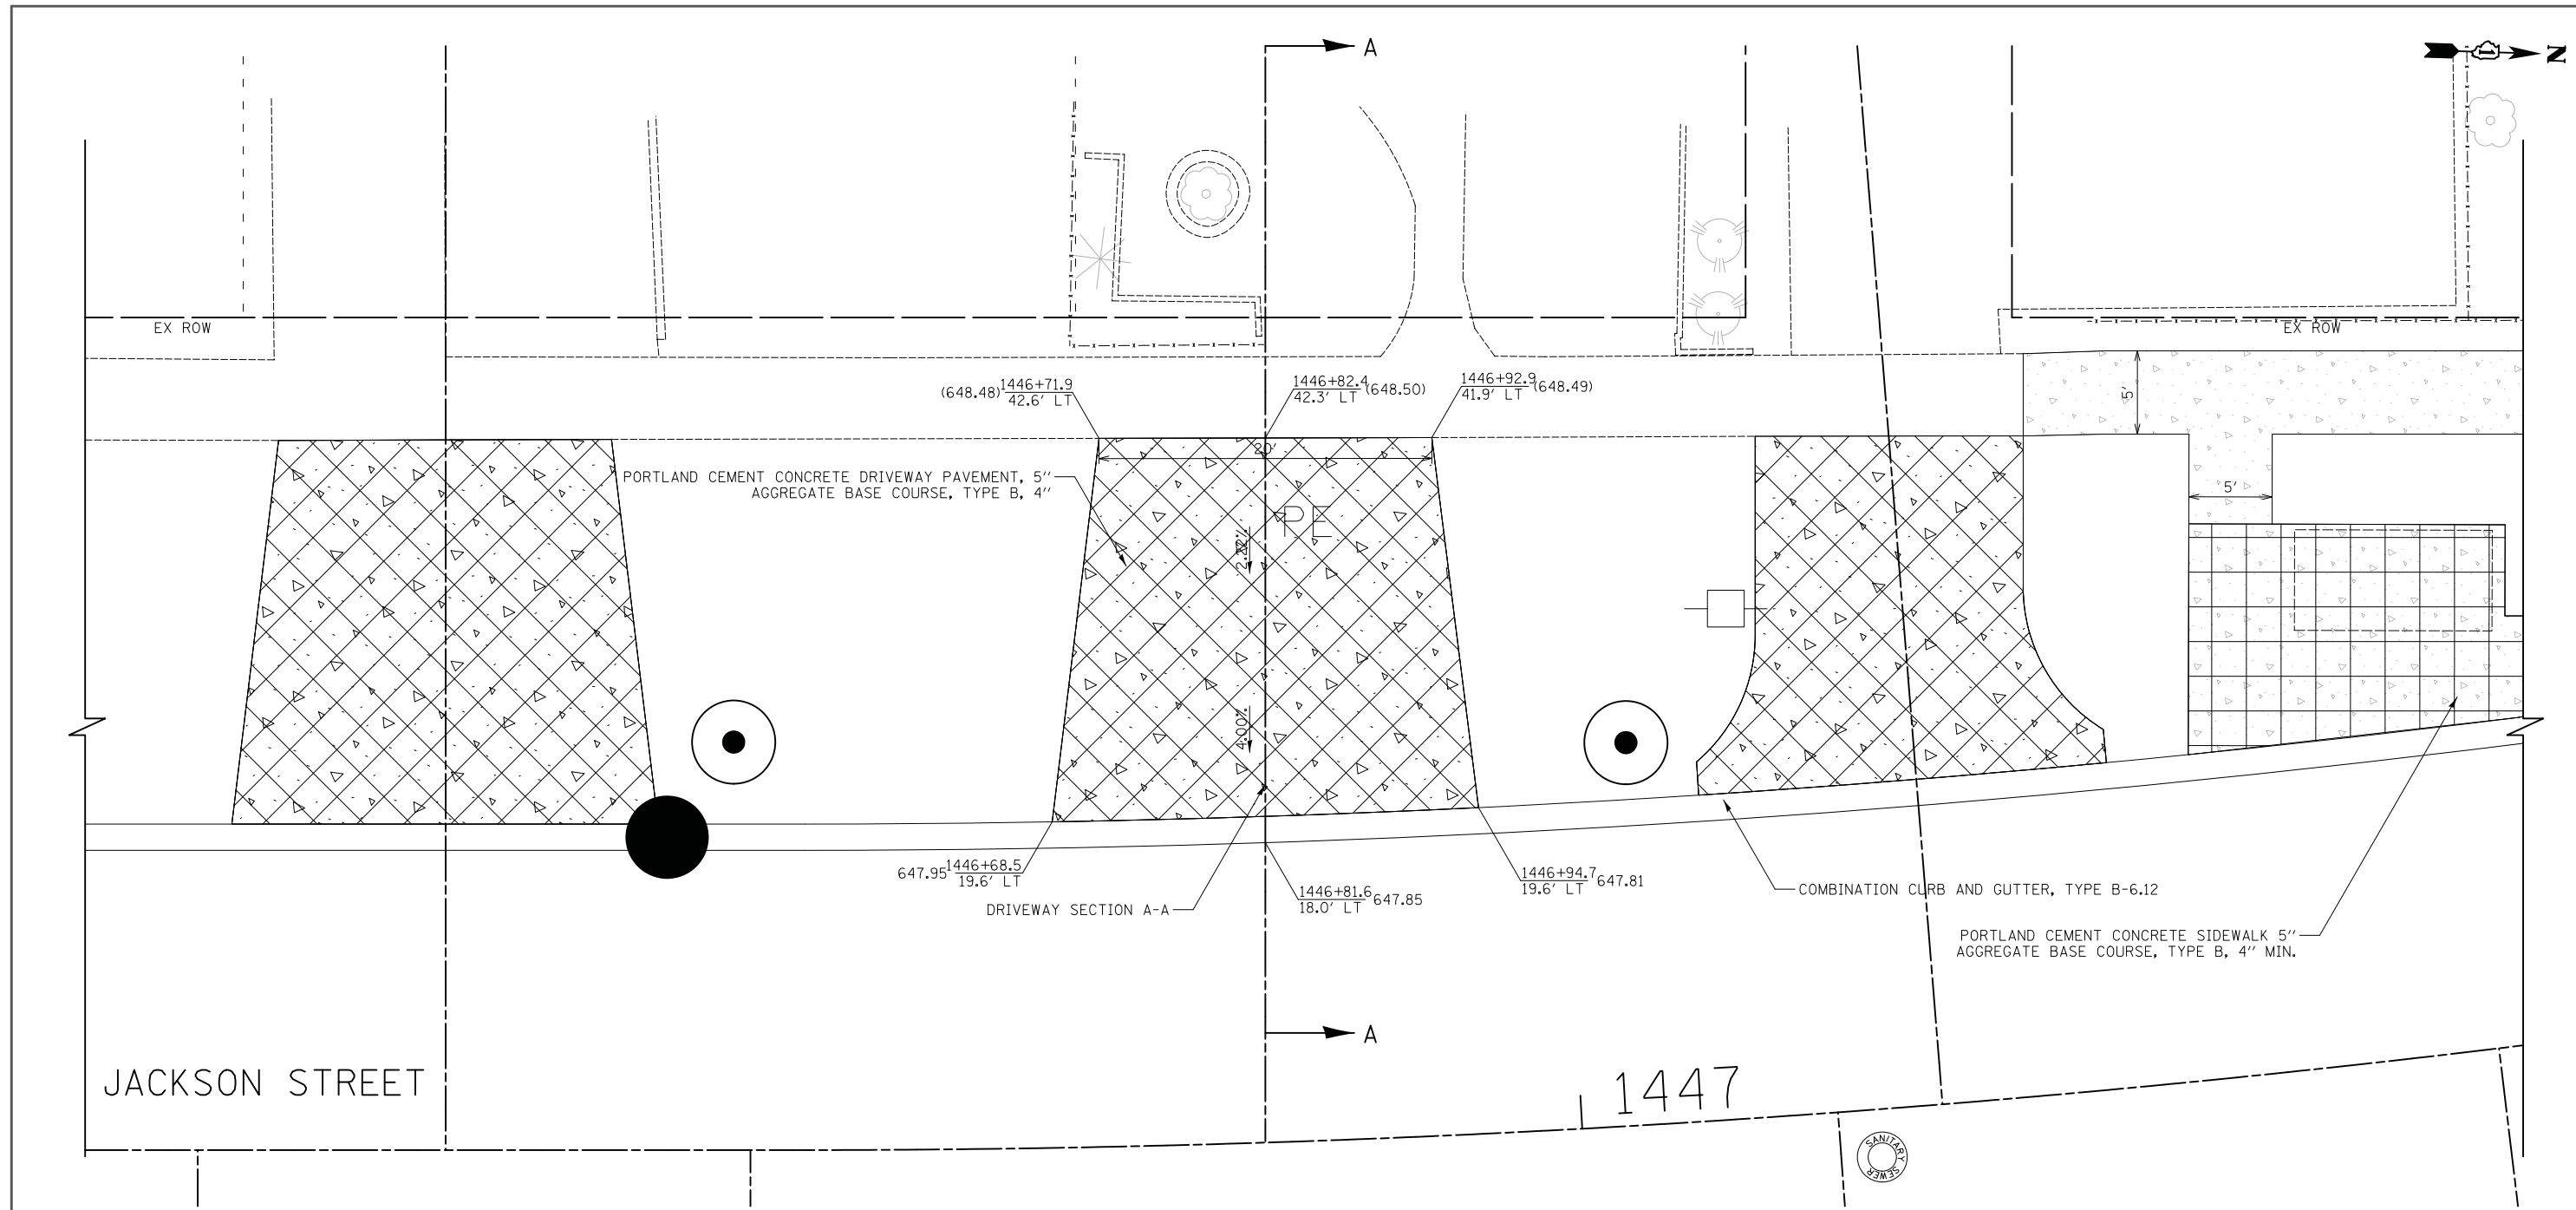 A
N
EX ROW
EX ROW
(648.48) 1446+71.9
42.6' LT
1446+82.4 (648.50)
42.3' LT
1446+92.9 (648.49)
41.9' LT
5'
20'
PORTLAND CEMENT CONCRETE DRIVEWAY PAVEMENT, 5"
AGGREGATE BASE COURSE, TYPE B, 4"
5'
PE
2.22%
4.00%
647.95 1446+68.5
19.6' LT
1446+81.6 647.85
18.0' LT
1446+94.7 647.81
19.6' LT
DRIVEWAY SECTION A-A
COMBINATION CURB AND GUTTER, TYPE B-6.12
PORTLAND CEMENT CONCRETE SIDEWALK 5"
AGGREGATE BASE COURSE, TYPE B, 4" MIN.
A
JACKSON STREET
1447
SANITARY
SEWER